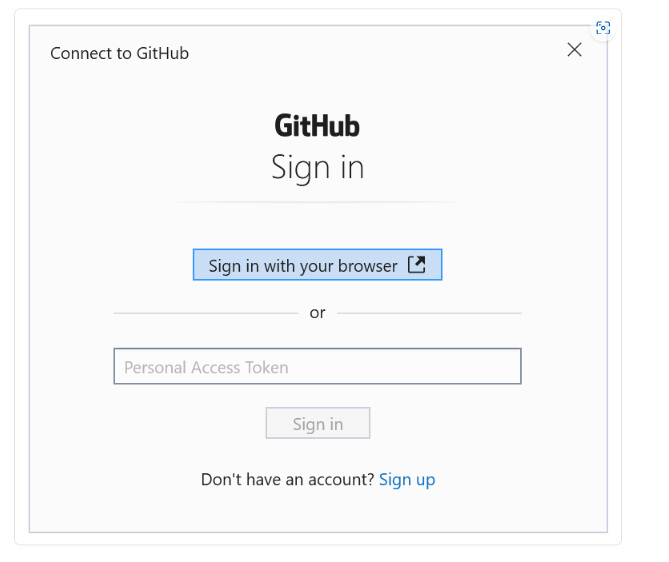 Connect to GitHub
GitHub
Sign in
Sign in with your browser
or
Personal Access Token
Sign in
Don't have an account? Sign up